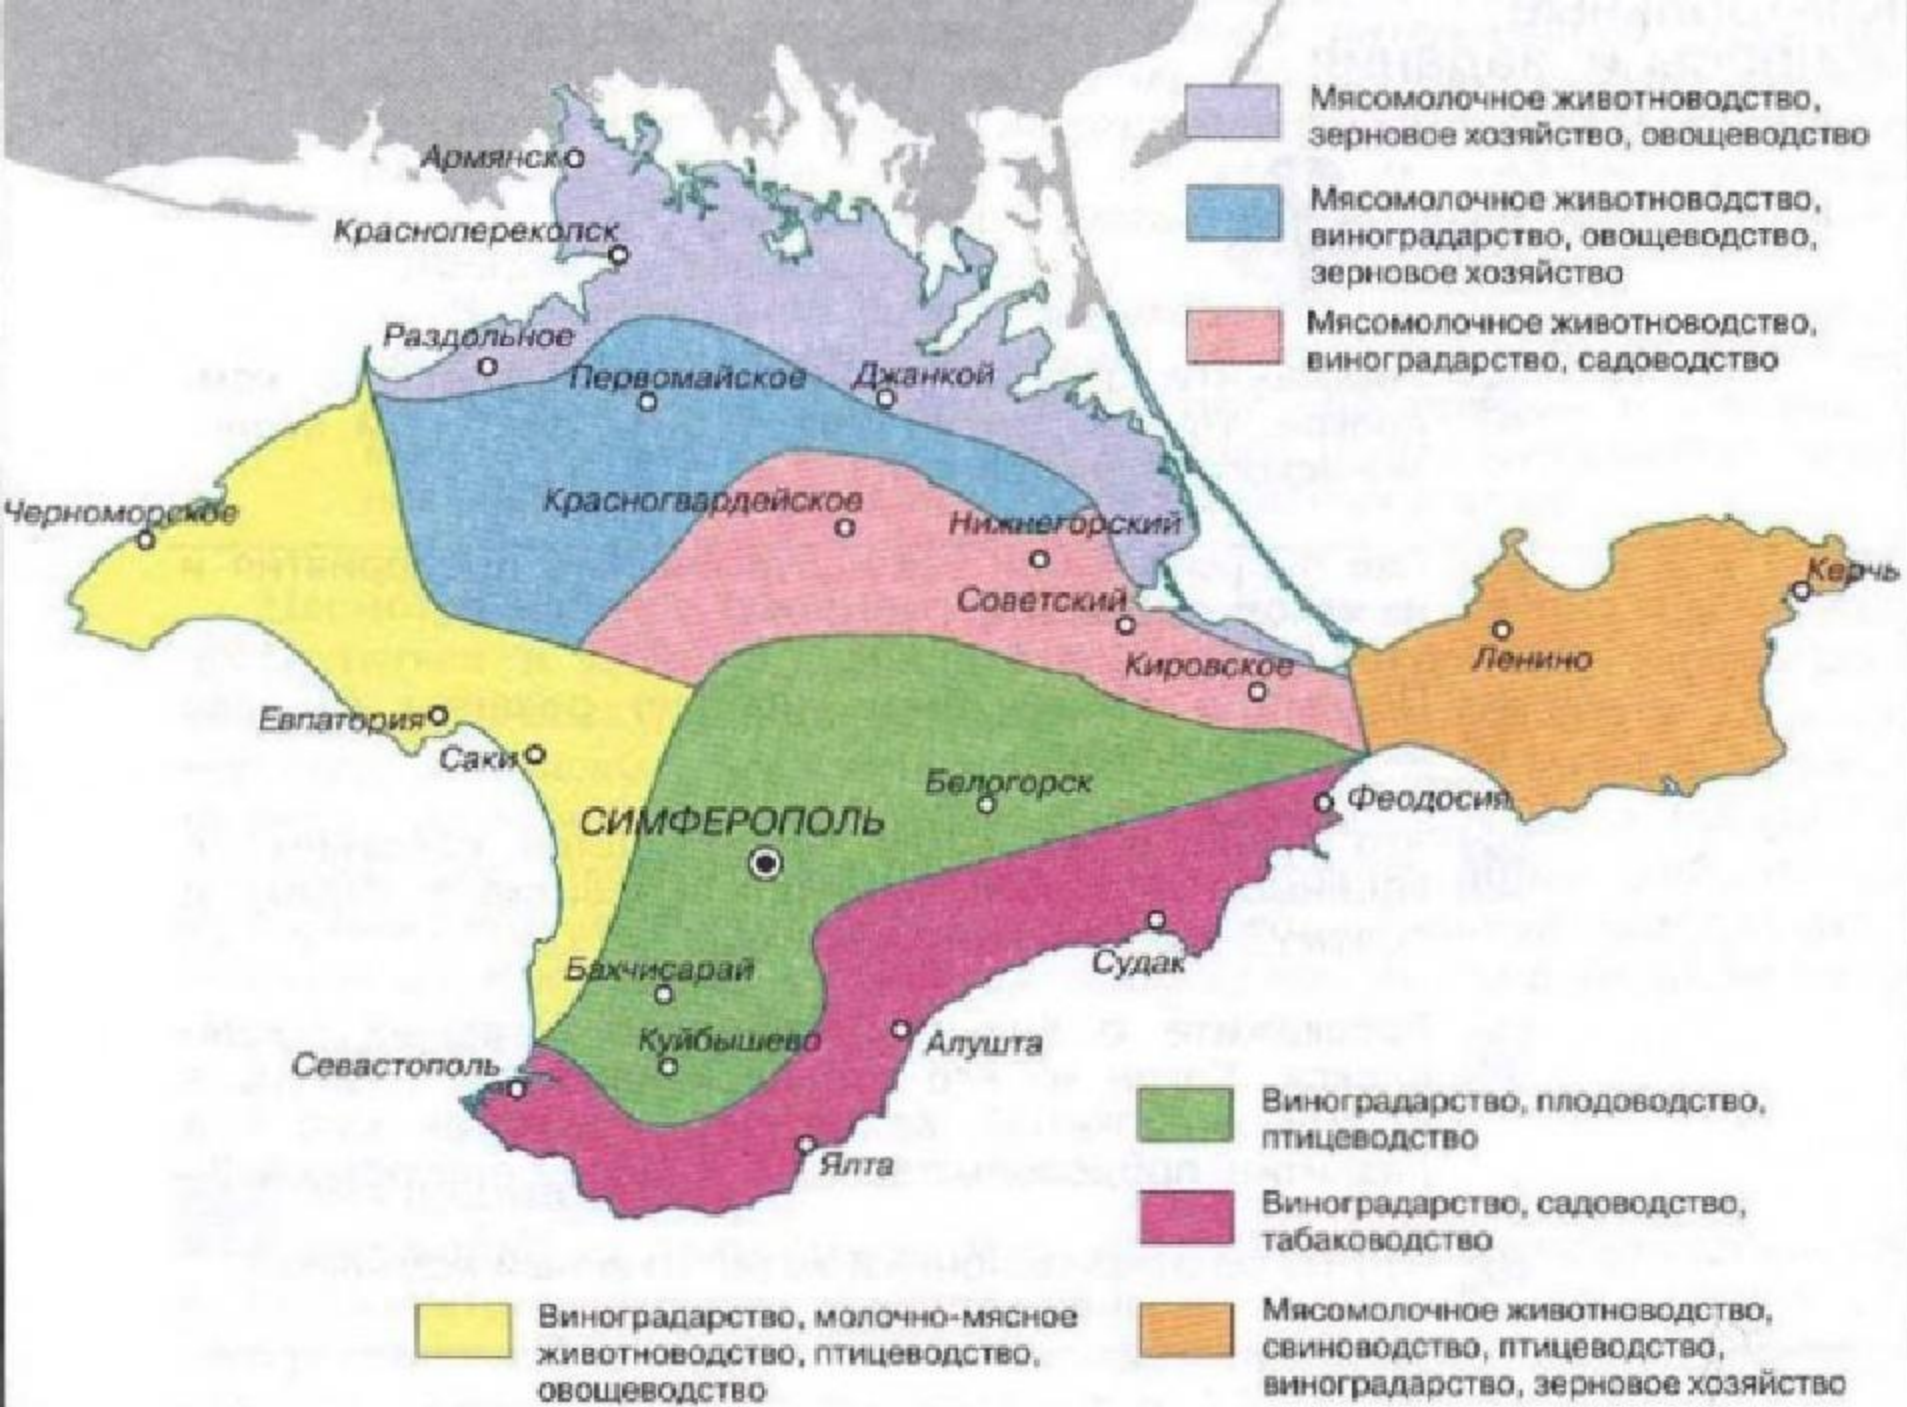 Мясомолочное животноводство,
зерновое хозяйство, овощеводство
Мясомолочное животноводство,
виноградарство, овощеводство,
зерновое хозяйство
Мясомолочное животноводство,
виноградарство, садоводство
Армянск
Красноперекопск
Раздольное
Первомайское
Джанкой
Черноморское
Красногвардейское
Нижнегорский
Советский
Кировское
Керчь
Ленино
Евпатория
Саки
Белогорск
СИМФЕРОПОЛЬ
Феодосия
Судак
Бахчисарай
Куйбышево
Алушта
Севастополь
Ялта
Виноградарство, плодоводство,
птицеводство
Виноградарство, садоводство,
табаководство
Виноградарство, молочно-мясное
животноводство, птицеводство,
овощеводство
Мясомолочное животноводство,
свиноводство, птицеводство,
виноградарство, зерновое хозяйство